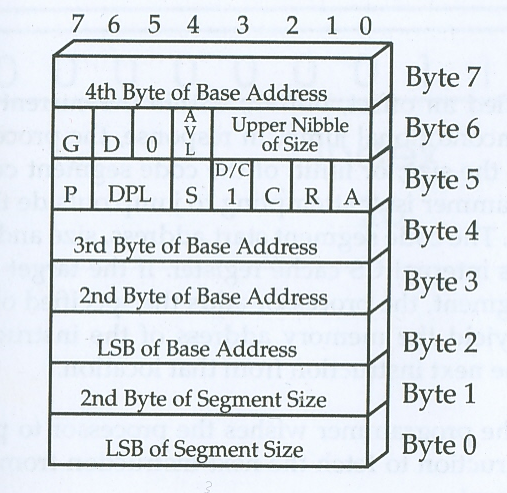 7 6 5 4 3 2 1 0
4th Byte of Base Address
Byte 7
G D 0 A V L Upper Nibble of Size
Byte 6
D/C
P DPL S 1 C R A
Byte 5
3rd Byte of Base Address
Byte 4
2nd Byte of Base Address
Byte 3
LSB of Base Address
Byte 2
2nd Byte of Segment Size
Byte 1
LSB of Segment Size
Byte 0